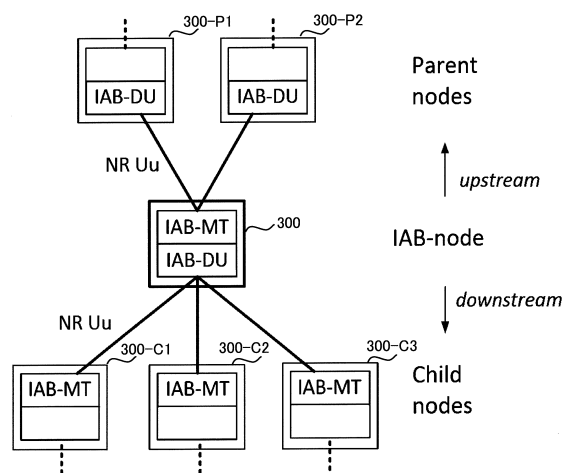 300-P1
300-P2
IAB-DU
IAB-DU
Parent
nodes
NR Uu
upstream
IAB-MT
IAB-DU
300
IAB-node
downstream
NR Uu
300-C1
300-C2
300-C3
IAB-MT
IAB-MT
IAB-MT
Child
nodes